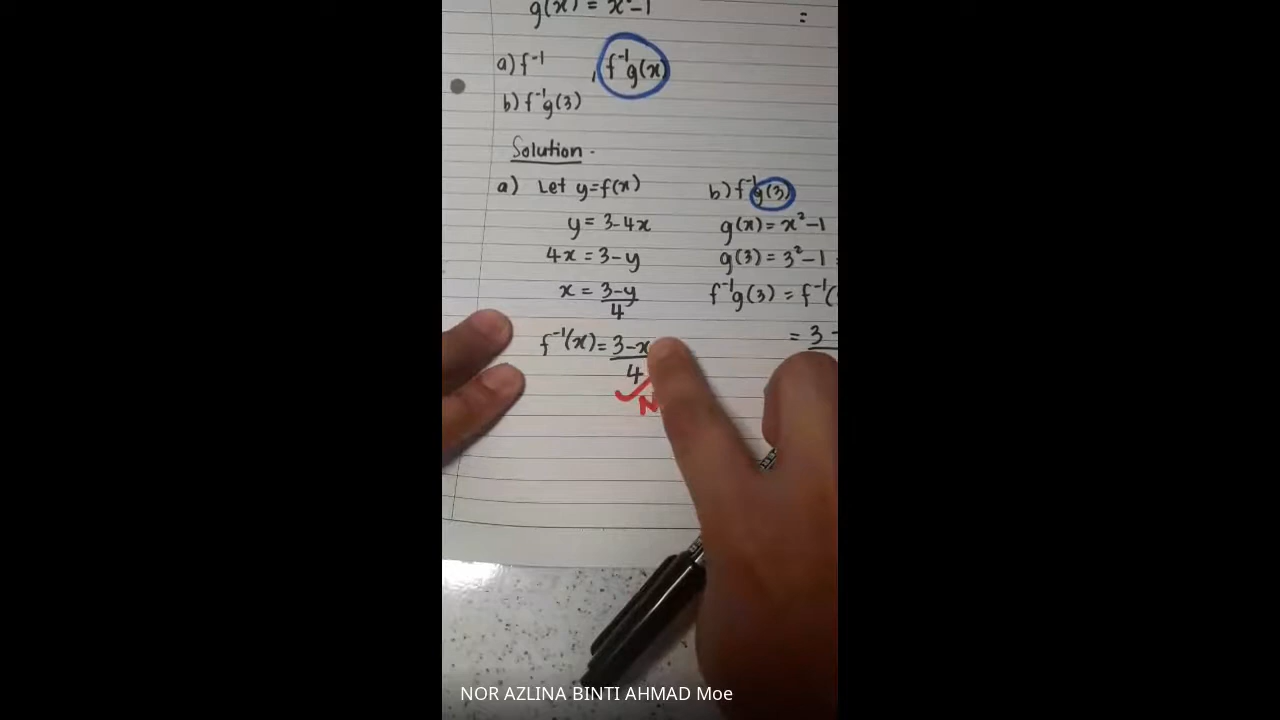 g(x) = x²-1
=
a) f⁻¹ , f⁻¹g(x)
b) f⁻¹g(3)
Solution.
a) Let y=f(x)
y = 3-4x
4x = 3-y
x = 3-y/4
f⁻¹(x) = 3-x/4
b) f⁻¹g(3)
g(x) = x²-1
g(3) = 3²-1 =
f⁻¹g(3) = f⁻¹(
= 3-
NOR AZLINA BINTI AHMAD Moe